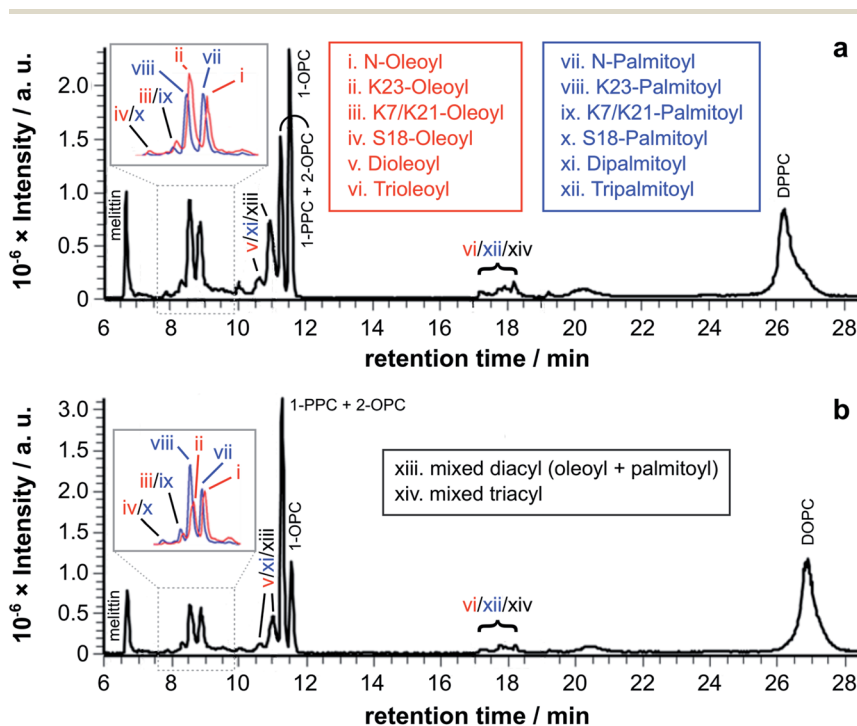 a
10⁻⁶ × Intensity / a. u.
2.0
1.5
1.0
0.5
0
viii
ii
vii
i
iii/ix
iv/x
i. N-Oleoyl
ii. K23-Oleoyl
iii. K7/K21-Oleoyl
iv. S18-Oleoyl
v. Dioleoyl
vi. Trioleoyl
vii. N-Palmitoyl
viii. K23-Palmitoyl
ix. K7/K21-Palmitoyl
x. S18-Palmitoyl
xi. Dipalmitoyl
xii. Tripalmitoyl
melittin
v/xi/xiii
1-PPC + 2-OPC
1-OPC
vi/xii/xiv
DPPC
6 8 10 12 14 16 18 20 22 24 26 28
retention time / min
b
10⁻⁶ × Intensity / a. u.
3.0
2.0
1.5
1.0
0.5
0
viii
ii
vii
i
iii/ix
iv/x
1-PPC + 2-OPC
xiii. mixed diacyl (oleoyl + palmitoyl)
xiv. mixed triacyl
melittin
v/xi/xiii
1-OPC
vi/xii/xiv
DOPC
6 8 10 12 14 16 18 20 22 24 26 28
retention time / min